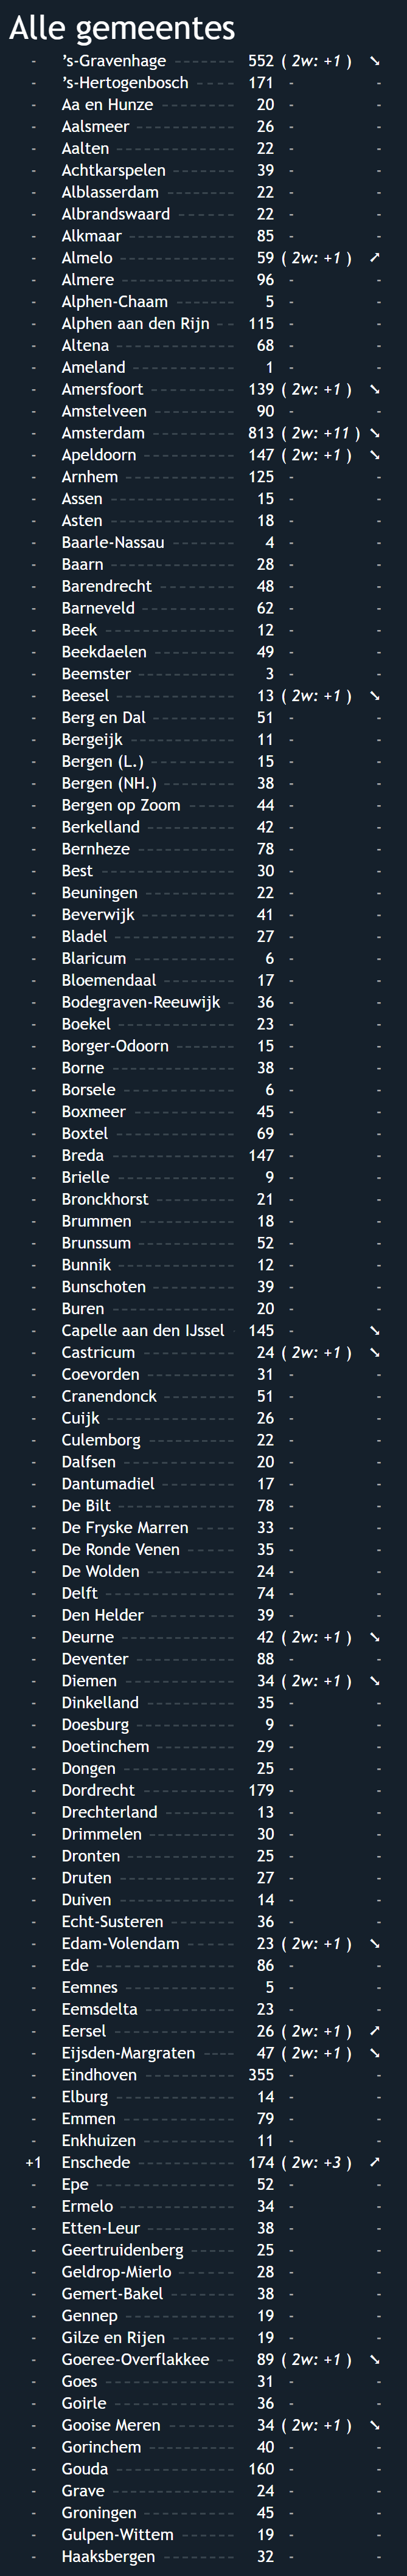 Alle gemeentes
- ’s-Gravenhage ------ 552 ( 2w: +1 ) ➘
- ’s-Hertogenbosch ----- 171 - -
- Aa en Hunze -------- 20 - -
- Aalsmeer ---------- 26 - -
- Aalten ------------ 22 - -
- Achtkarspelen ------- 39 - -
- Alblasserdam ------- 22 - -
- Albrandswaard ------ 22 - -
- Alkmaar ----------- 85 - -
- Almelo ------------ 59 ( 2w: +1 ) ➚
- Almere ------------ 96 - -
- Alphen-Chaam ------ 5 - -
- Alphen aan den Rijn -- 115 - -
- Altena ------------ 68 - -
- Ameland ----------- 1 - -
- Amersfoort --------- 139 ( 2w: +1 ) ➘
- Amstelveen --------- 90 - -
- Amsterdam --------- 813 ( 2w: +11 ) ➘
- Apeldoorn ---------- 147 ( 2w: +1 ) ➘
- Arnhem ----------- 125 - -
- Assen ------------ 15 - -
- Asten ------------ 18 - -
- Baarle-Nassau ------- 4 - -
- Baarn ------------ 28 - -
- Barendrecht -------- 48 - -
- Barneveld --------- 62 - -
- Beek ------------- 12 - -
- Beekdaelen --------- 49 - -
- Beemster ---------- 3 - -
- Beesel ------------ 13 ( 2w: +1 ) ➘
- Berg en Dal --------- 51 - -
- Bergeijk ----------- 11 - -
- Bergen (L.) --------- 15 - -
- Bergen (NH.) ------- 38 - -
- Bergen op Zoom ----- 44 - -
- Berkelland --------- 42 - -
- Bernheze ---------- 78 - -
- Best ------------- 30 - -
- Beuningen --------- 22 - -
- Beverwijk ---------- 41 - -
- Bladel ------------ 27 - -
- Blaricum ---------- 6 - -
- Bloemendaal ------- 17 - -
- Bodegraven-Reeuwijk - 36 - -
- Boekel ------------ 23 - -
- Borger-Odoorn ------ 15 - -
- Borne ------------ 38 - -
- Borsele ----------- 6 - -
- Boxmeer ---------- 45 - -
- Boxtel ------------ 69 - -
- Breda ------------ 147 - -
- Brielle ------------ 9 - -
- Bronckhorst -------- 21 - -
- Brummen ---------- 18 - -
- Brunssum ---------- 52 - -
- Bunnik ------------ 12 - -
- Bunschoten --------- 39 - -
- Buren ------------ 20 - -
- Capelle aan den IJssel 145 - ➘
- Castricum ---------- 24 ( 2w: +1 ) ➘
- Coevorden --------- 31 - -
- Cranendonck -------- 51 - -
- Cuijk ------------- 26 - -
- Culemborg --------- 22 - -
- Dalfsen ----------- 20 - -
- Dantumadiel -------- 17 - -
- De Bilt ------------ 78 - -
- De Fryske Marren ----- 33 - -
- De Ronde Venen ----- 35 - -
- De Wolden --------- 24 - -
- Delft ------------- 74 - -
- Den Helder --------- 39 - -
- Deurne ----------- 42 ( 2w: +1 ) ➘
- Deventer ---------- 88 - -
- Diemen ----------- 34 ( 2w: +1 ) ➘
- Dinkelland --------- 35 - -
- Doesburg ---------- 9 - -
- Doetinchem -------- 29 - -
- Dongen ----------- 25 - -
- Dordrecht ---------- 179 - -
- Drechterland ------- 13 - -
- Drimmelen --------- 30 - -
- Dronten ----------- 25 - -
- Druten ------------ 27 - -
- Duiven ------------ 14 - -
- Echt-Susteren ------- 36 - -
- Edam-Volendam ----- 23 ( 2w: +1 ) ➘
- Ede -------------- 86 - -
- Eemnes ----------- 5 - -
- Eemsdelta ---------- 23 - -
- Eersel ------------ 26 ( 2w: +1 ) ➚
- Eijsden-Margraten ---- 47 ( 2w: +1 ) ➘
- Eindhoven ---------- 355 - -
- Elburg ------------ 14 - -
- Emmen ----------- 79 - -
- Enkhuizen ---------- 11 - -
+1 Enschede ---------- 174 ( 2w: +3 ) ➚
- Epe -------------- 52 - -
- Ermelo ------------ 34 - -
- Etten-Leur --------- 38 - -
- Geertruidenberg ----- 25 - -
- Geldrop-Mierlo ------ 28 - -
- Gemert-Bakel ------- 38 - -
- Gennep ----------- 19 - -
- Gilze en Rijen ------- 19 - -
- Goeree-Overflakkee -- 89 ( 2w: +1 ) ➘
- Goes ------------- 31 - -
- Goirle ------------ 36 - -
- Gooise Meren ------- 34 ( 2w: +1 ) ➘
- Gorinchem --------- 40 - -
- Gouda ------------ 160 - -
- Grave ------------ 24 - -
- Groningen ---------- 45 - -
- Gulpen-Wittem ------ 19 - -
- Haaksbergen -------- 32 - -